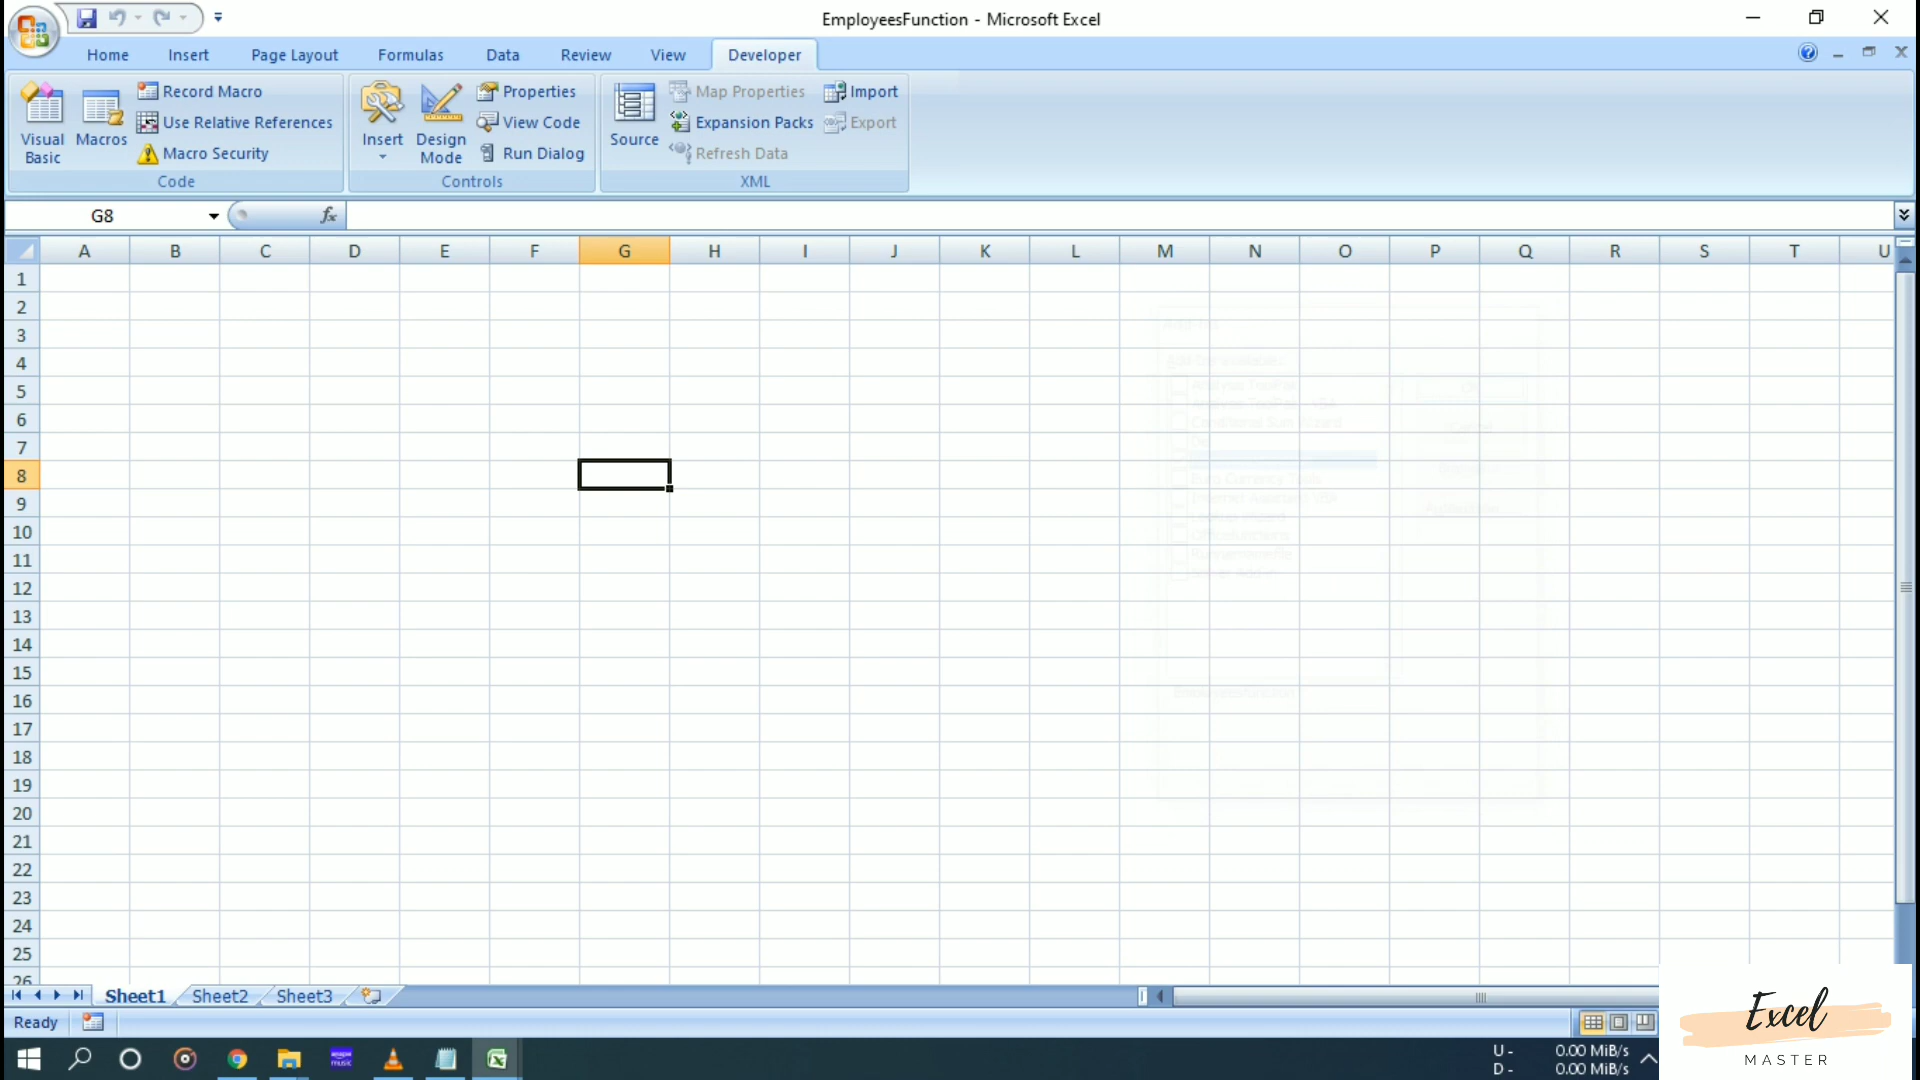 EmployeesFunction - Microsoft Excel
Home Insert Page Layout Formulas Data Review View Developer
Visual Basic
Macros
Record Macro
Use Relative References
Macro Security
Code
Insert
Design Mode
Properties
View Code
Run Dialog
Controls
Source
Map Properties
Expansion Packs
Refresh Data
Import
Export
XML
G8
fx
A B C D E F G H I J K L M N O P Q R S T U
1
2
3
4
5
6
7
8
9
10
11
12
13
14
15
16
17
18
19
20
21
22
23
24
25
26
Sheet1 Sheet2 Sheet3
Ready
amazon music
U - 0.00 MiB/s
D - 0.00 MiB/s
Excel
MASTER